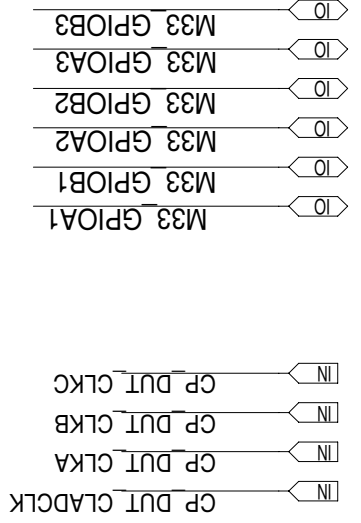 IN CP_DUT_CLADCLK
IN CP_DUT_CLKA
IN CP_DUT_CLKB
IN CP_DUT_CLKC
IO M33_GPIOA1
IO M33_GPIOB1
IO M33_GPIOA2
IO M33_GPIOB2
IO M33_GPIOA3
IO M33_GPIOB3